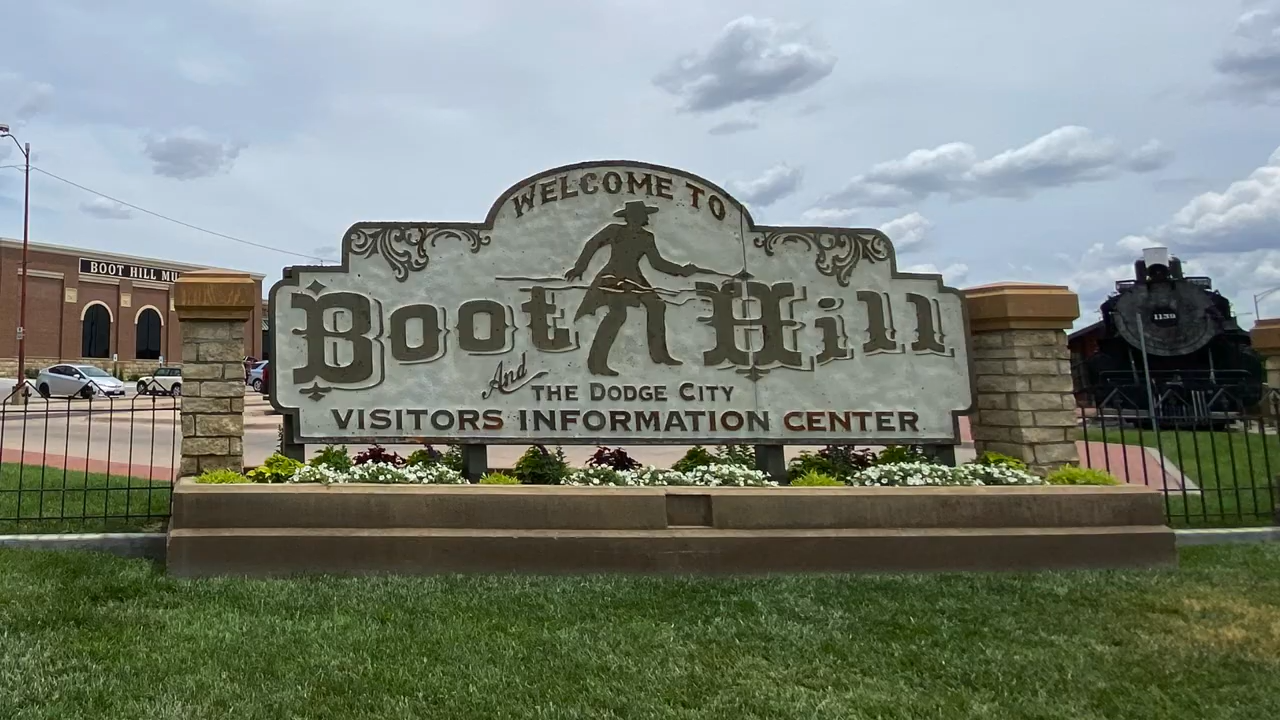 WELCOME TO
Boot Hill
And THE DODGE CITY
VISITORS INFORMATION CENTER
BOOT HILL MU
1139